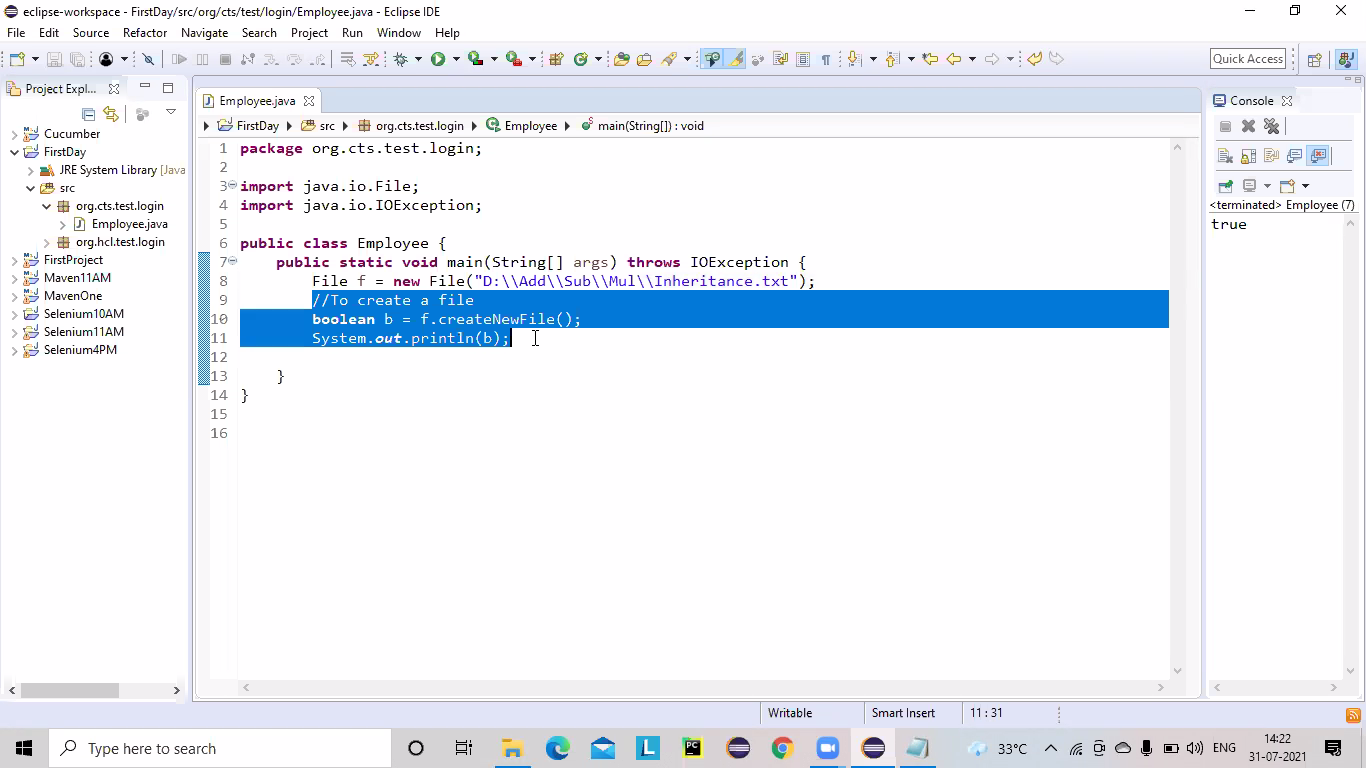 eclipse-workspace - FirstDay/src/org/cts/test/login/Employee.java - Eclipse IDE
File Edit Source Refactor Navigate Search Project Run Window Help
Quick Access
Project Expl...
Cucumber
FirstDay
JRE System Library [Java
src
org.cts.test.login
Employee.java
org.hcl.test.login
FirstProject
Maven11AM
MavenOne
Selenium10AM
Selenium11AM
Selenium4PM
Employee.java
FirstDay src org.cts.test.login Employee main(String[]) : void
1 package org.cts.test.login;
2
3 import java.io.File;
4 import java.io.IOException;
5
6 public class Employee {
7 public static void main(String[] args) throws IOException {
8 File f = new File("D:\\Add\\Sub\\Mul\\Inheritance.txt");
9 //To create a file
10 boolean b = f.createNewFile();
11 System.out.println(b);
12
13 }
14 }
15
16
Console
<terminated> Employee (7)
true
Writable Smart Insert 11 : 31
Type here to search
L
PC
33°C
ENG
14:22
31-07-2021